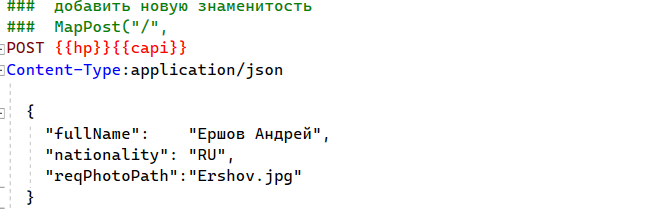 ###  добавить новую знаменитость
###  MapPost("/",
POST {{hp}}{{capi}}
Content-Type:application/json
{
"fullName":    "Ершов Андрей",
"nationality": "RU",
"reqPhotoPath":"Ershov.jpg"
}